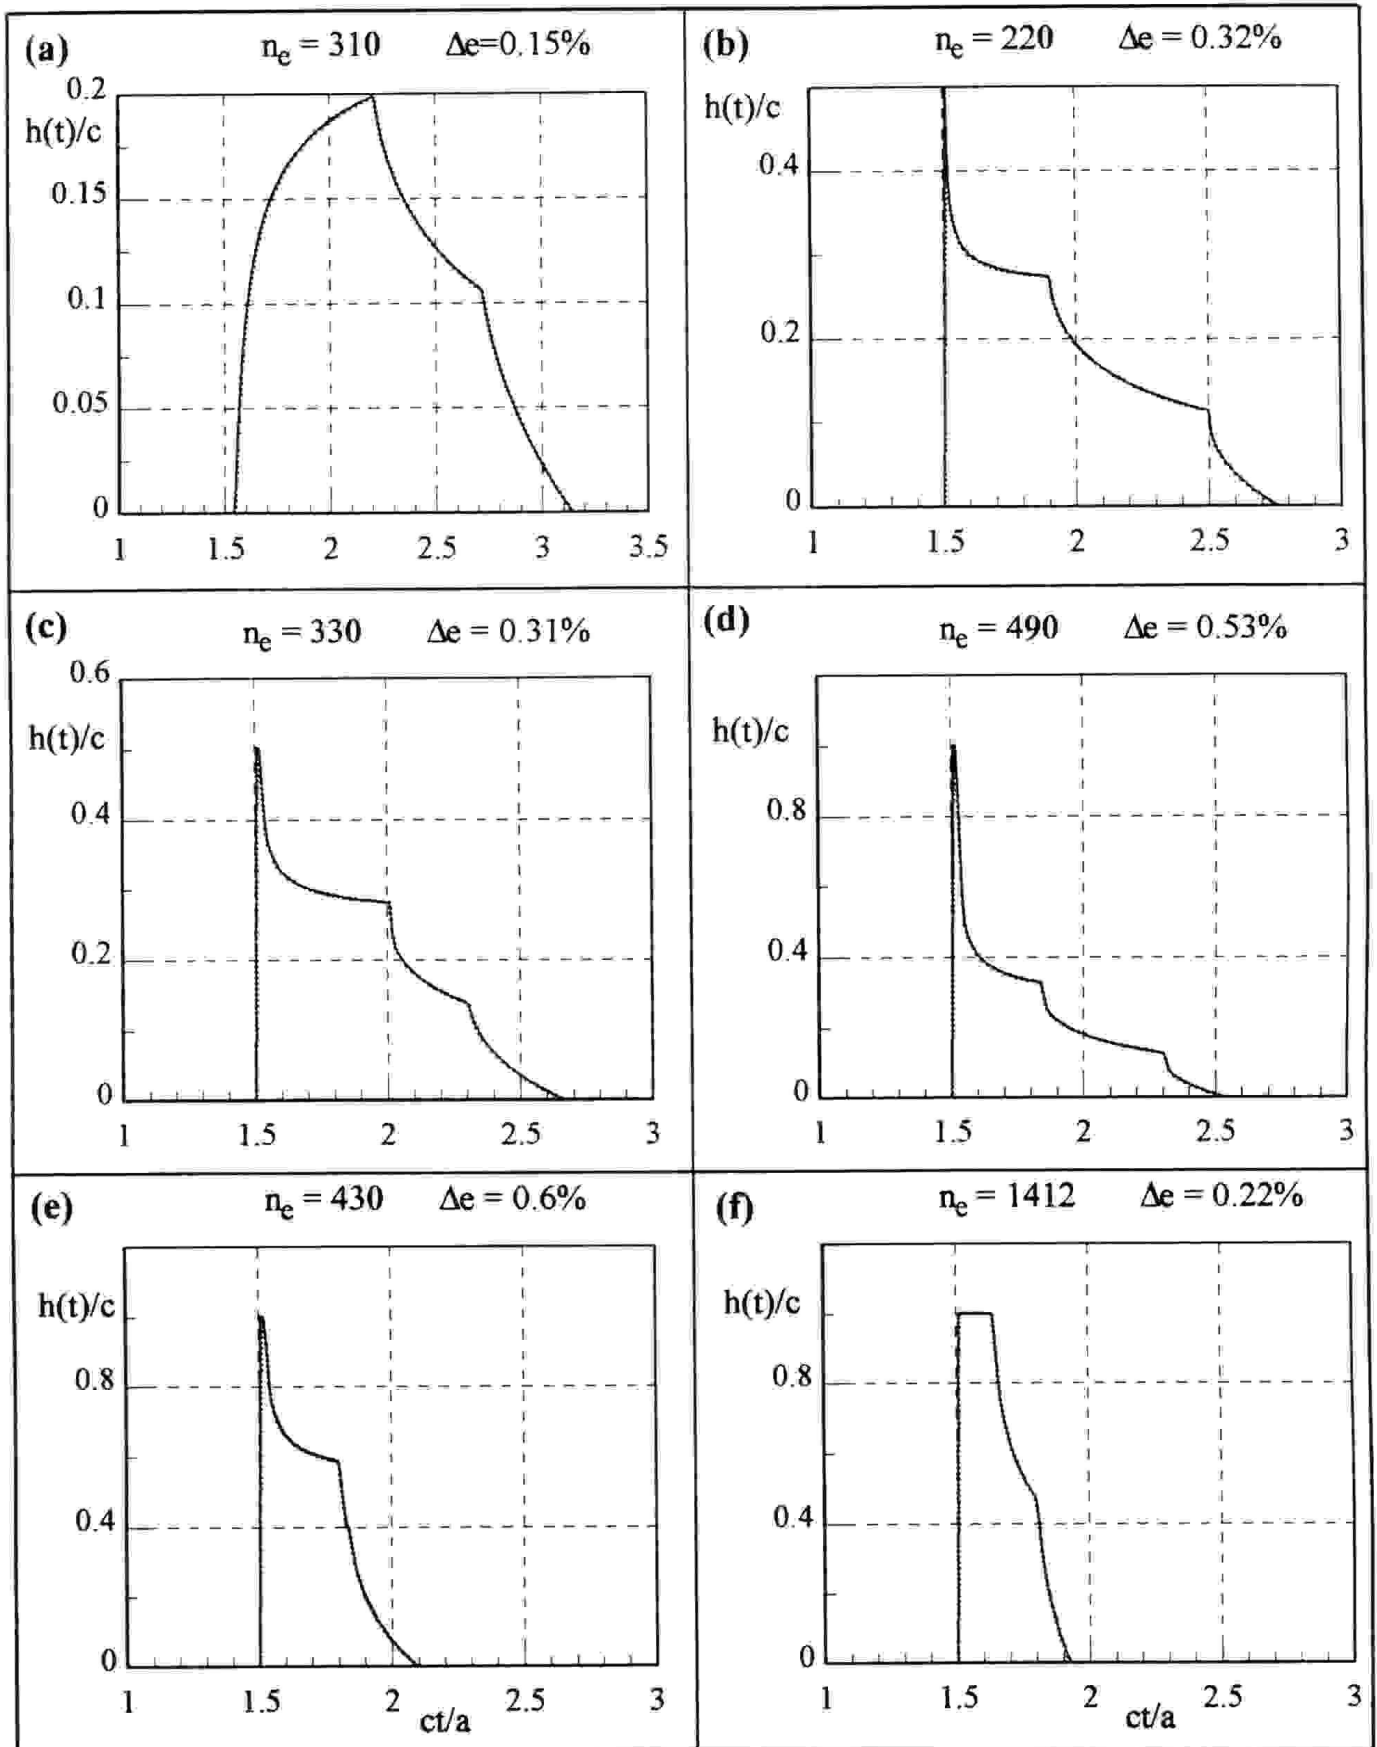 (a) n_e = 310 Δe=0.15%
0.2
h(t)/c
0.15
0.1
0.05
0
1 1.5 2 2.5 3 3.5
(b) n_e = 220 Δe = 0.32%
h(t)/c
0.4
0.2
0
1 1.5 2 2.5 3
(c) n_e = 330 Δe = 0.31%
0.6
h(t)/c
0.4
0.2
0
1 1.5 2 2.5 3
(d) n_e = 490 Δe = 0.53%
h(t)/c
0.8
0.4
0
1 1.5 2 2.5 3
(e) n_e = 430 Δe = 0.6%
h(t)/c
0.8
0.4
0
1 1.5 2 2.5 3
ct/a
(f) n_e = 1412 Δe = 0.22%
h(t)/c
0.8
0.4
0
1 1.5 2 2.5 3
ct/a